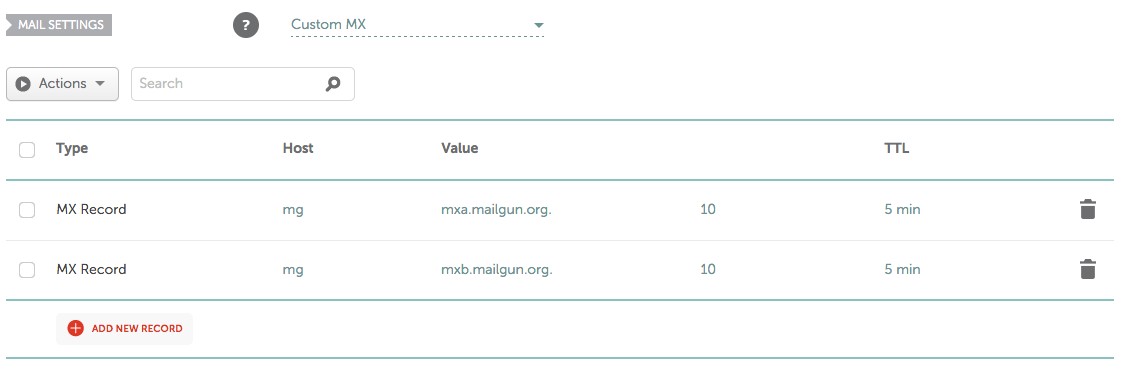 MAIL SETTINGS ? Custom MX
Actions Search
Type Host Value TTL
MX Record mg mxa.mailgun.org. 10 5 min
MX Record mg mxb.mailgun.org. 10 5 min
ADD NEW RECORD